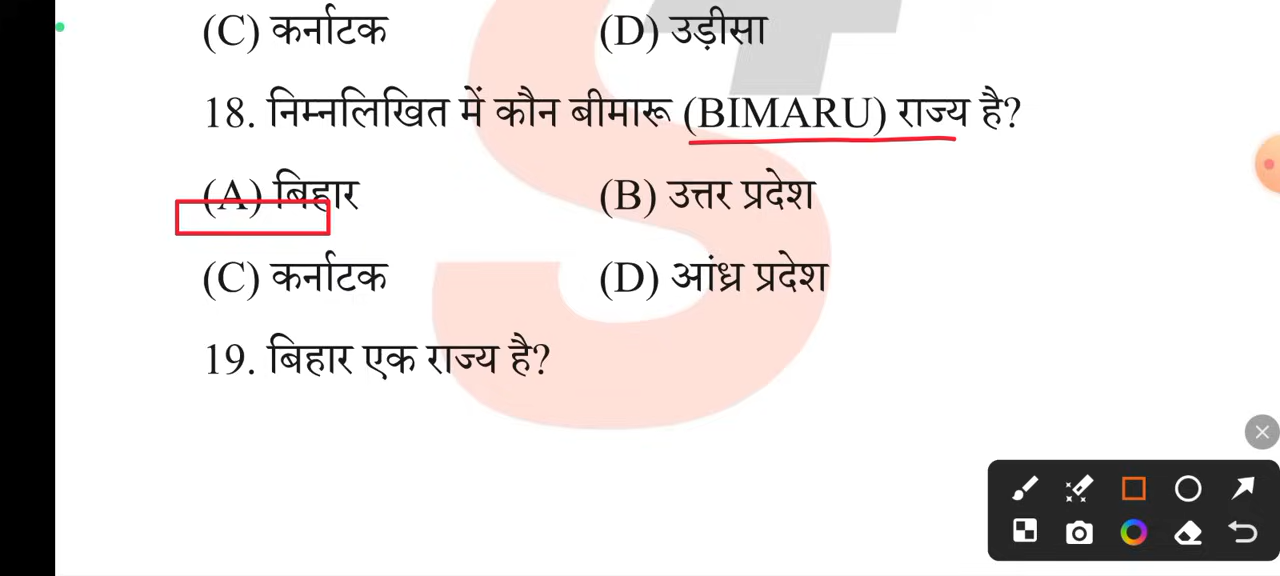 (C) कर्नाटक (D) उड़ीसा
18. निम्नलिखित में कौन बीमारू (BIMARU) राज्य है?
(A) बिहार (B) उत्तर प्रदेश
(C) कर्नाटक (D) आंध्र प्रदेश
19. बिहार एक राज्य है?